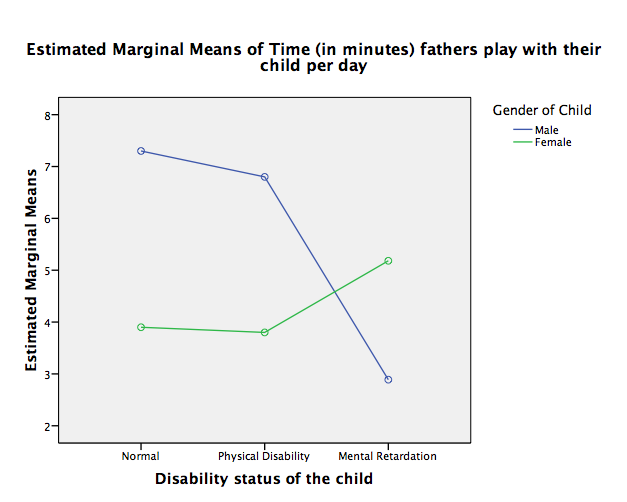 Estimated Marginal Means of Time (in minutes) fathers play with their
child per day
Gender of Child
Male
Female
Estimated Marginal Means
8
7
6
5
4
3
2
Normal
Physical Disability
Mental Retardation
Disability status of the child